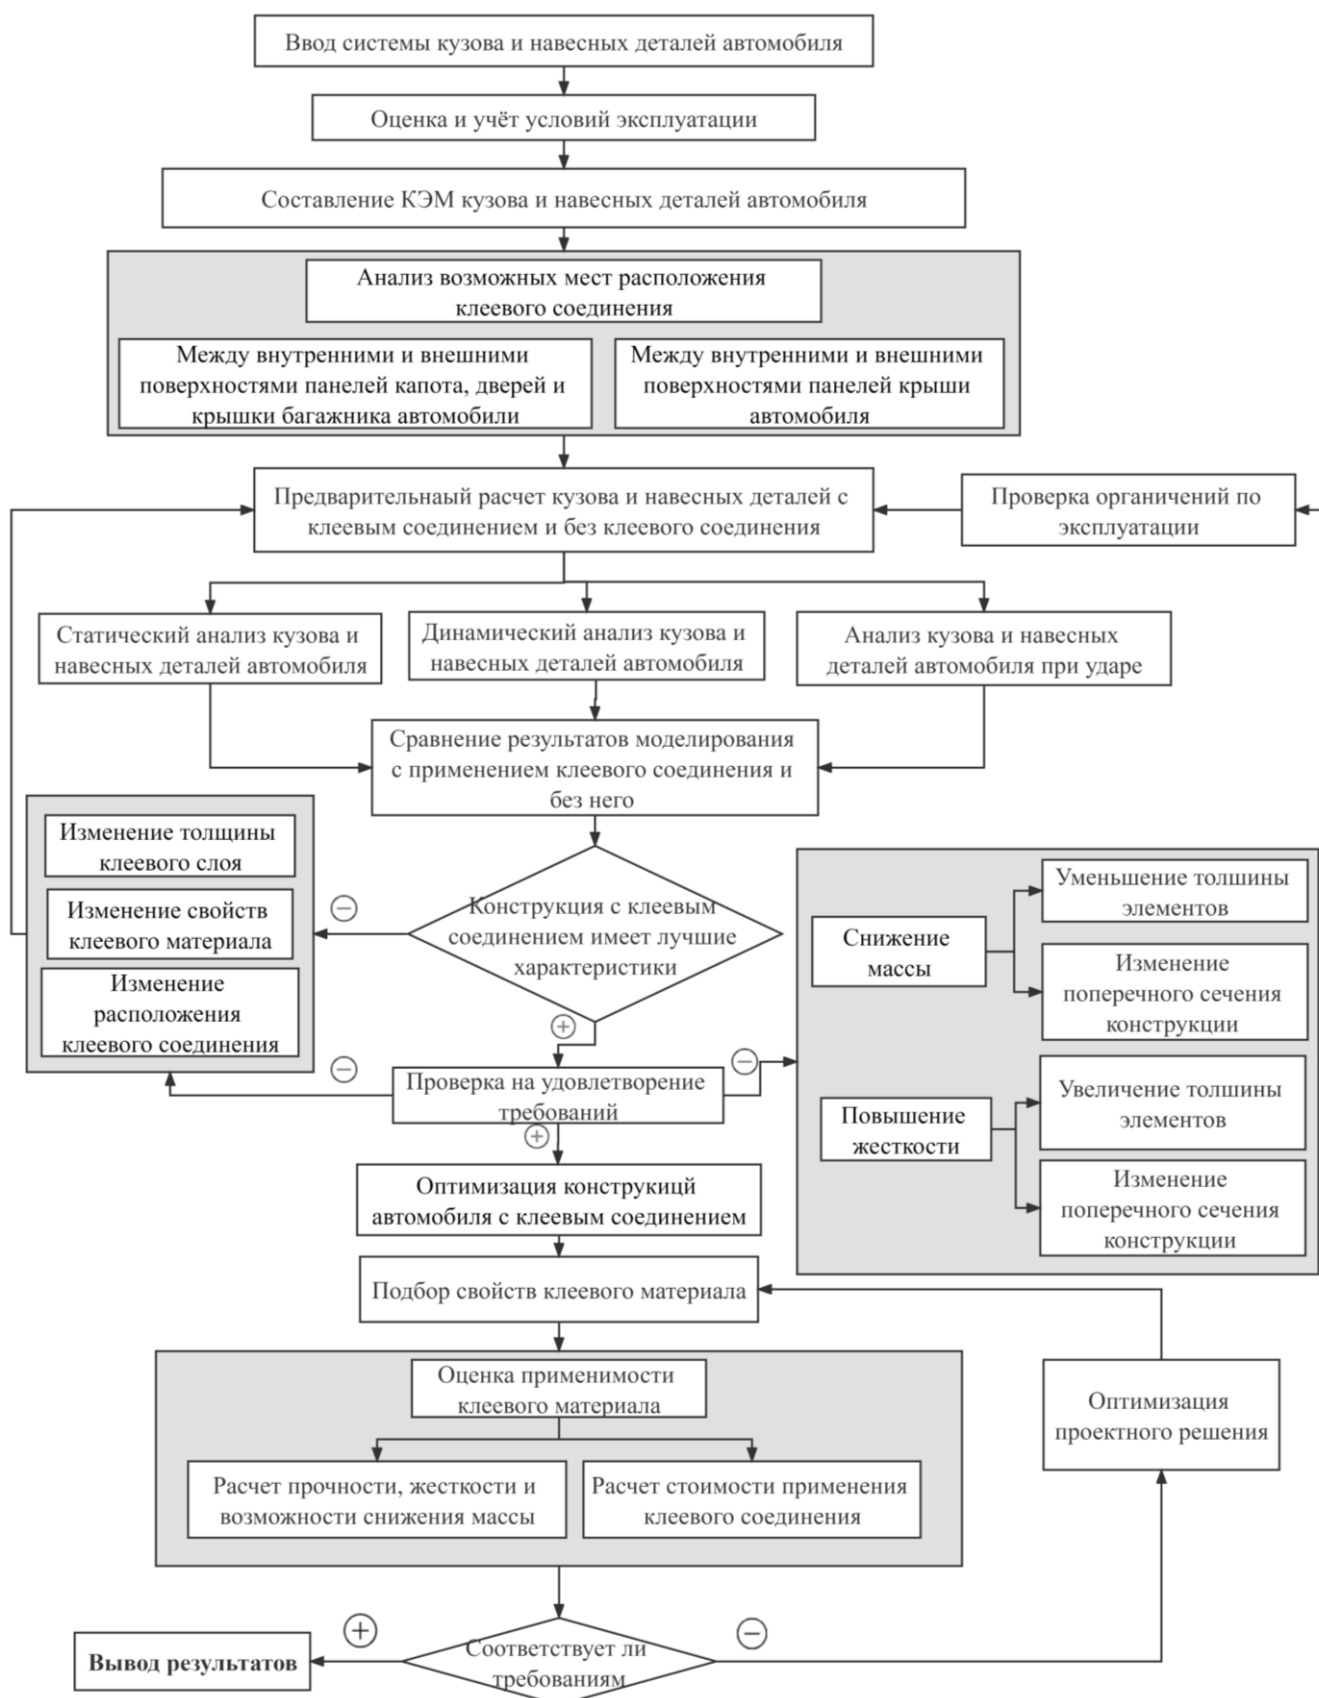 Ввод системы кузова и навесных деталей автомобиля
Оценка и учёт условий эксплуатации
Составление КЭМ кузова и навесных деталей автомобиля
Анализ возможных мест расположения
клеевого соединения
Между внутренними и внешними
поверхностями панелей капота, дверей и
крышки багажника автомобили
Между внутренними и внешними
поверхностями панелей крыши
автомобиля
Предварительнаый расчет кузова и навесных деталей с
клеевым соединением и без клеевого соединения
Проверка органичений по
эксплуатации
Статический анализ кузова и
навесных деталей автомобиля
Динамический анализ кузова и
навесных деталей автомобиля
Анализ кузова и навесных
деталей автомобиля при ударе
Сравнение результатов моделирования
с применением клеевого соединения и
без него
Изменение толщины
клеевого слоя
Изменение свойств
клеевого материала
Изменение
расположения
клеевого соединения
−
Конструкция с клеевым
соединением имеет лучшие
характеристики
+
−
Проверка на удовлетворение
требований
−
+
Снижение
массы
Уменьшение толшины
элементов
Изменение
поперечного сечения
конструкции
Повышение
жесткости
Увеличение толшины
элементов
Изменение
поперечного сечения
конструкции
Оптимизация конструкицй
автомобиля с клеевым соединением
Подбор свойств клеевого материала
Оценка применимости
клеевого материала
Расчет прочности, жесткости и
возможности снижения массы
Расчет стоимости применения
клеевого соединения
Оптимизация
проектного решения
+
−
Соответствует ли
требованиям
Вывод результатов